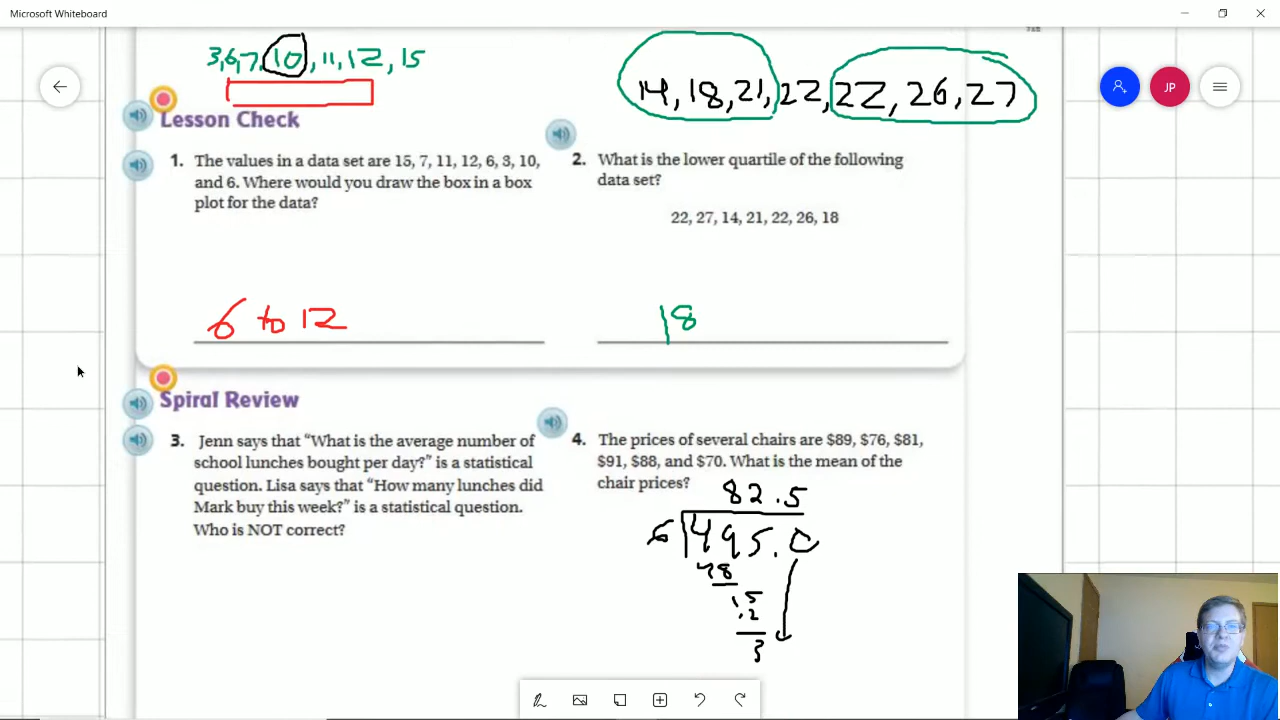 Microsoft Whiteboard
3,6,7,10,11,12,15
14,18,21,22,22,26,27
JP
Lesson Check
1. The values in a data set are 15, 7, 11, 12, 6, 3, 10,
and 6. Where would you draw the box in a box
plot for the data?
6 to 12
2. What is the lower quartile of the following
data set?
22, 27, 14, 21, 22, 26, 18
18
Spiral Review
3. Jenn says that “What is the average number of
school lunches bought per day?” is a statistical
question. Lisa says that “How many lunches did
Mark buy this week?” is a statistical question.
Who is NOT correct?
4. The prices of several chairs are $89, $76, $81,
$91, $88, and $70. What is the mean of the
chair prices?
82.5
6 495.0
48
15
12
3